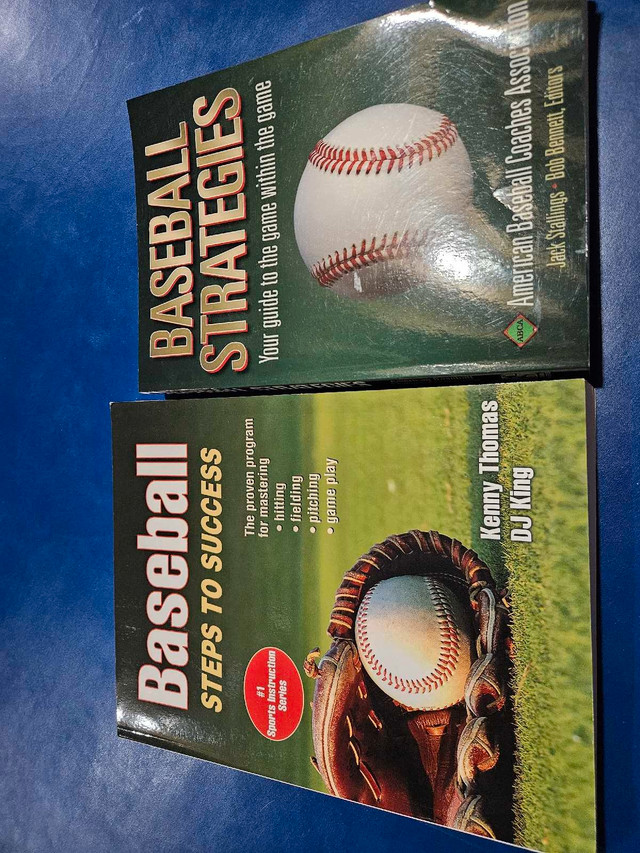 BASEBALL
STRATEGIES
Your guide to the game within the game
American Baseball Coaches Association
Jack Stallings • Bob Bennett, Editors
ABCA
Baseball
STEPS TO SUCCESS
The proven program
for mastering
• hitting
• fielding
• pitching
• game play
#1
Sports Instruction
Series
Kenny Thomas
DJ King